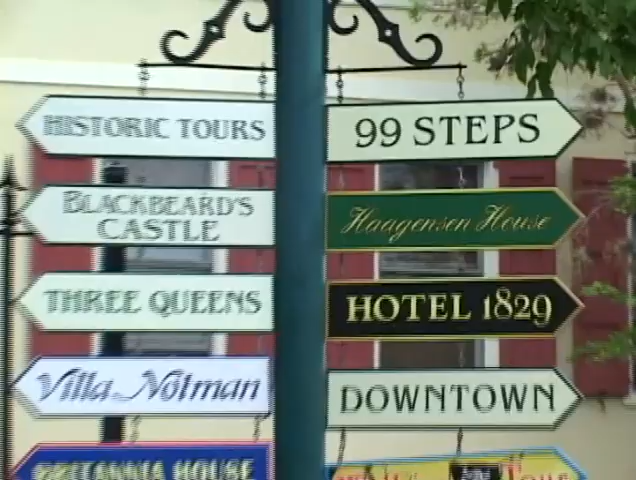 HISTORIC TOURS
BLACKBEARD'S
CASTLE
THREE QUEENS
Villa Notman
BRITANNIA HOUSE
99 STEPS
Haagensen House
HOTEL 1829
DOWNTOWN